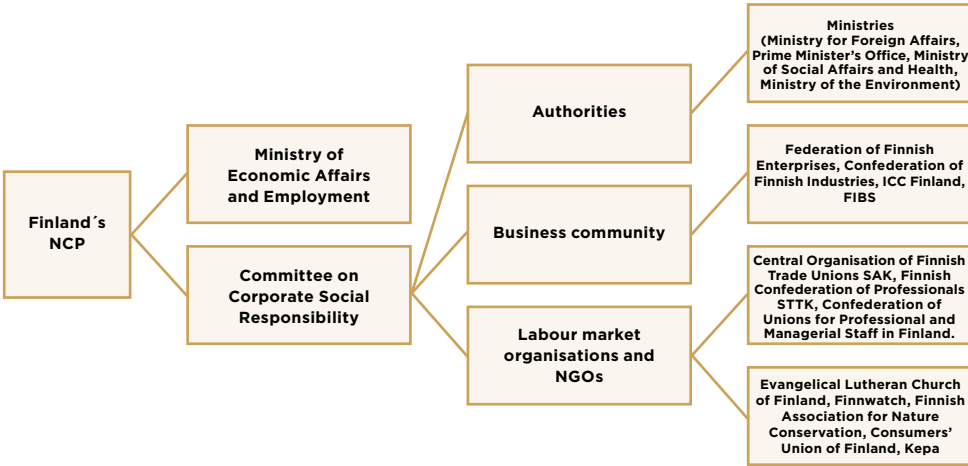 Finland´s
NCP
Ministry of
Economic Affairs
and Employment
Committee on
Corporate Social
Responsibility
Authorities
Business community
Labour market
organisations and
NGOs
Ministries
(Ministry for Foreign Affairs,
Prime Minister's Office, Ministry
of Social Affairs and Health,
Ministry of the Environment)
Federation of Finnish
Enterprises, Confederation of
Finnish Industries, ICC Finland,
FIBS
Central Organisation of Finnish
Trade Unions SAK, Finnish
Confederation of Professionals
STTK, Confederation of
Unions for Professional and
Managerial Staff in Finland.
Evangelical Lutheran Church
of Finland, Finnwatch, Finnish
Association for Nature
Conservation, Consumers'
Union of Finland, Kepa